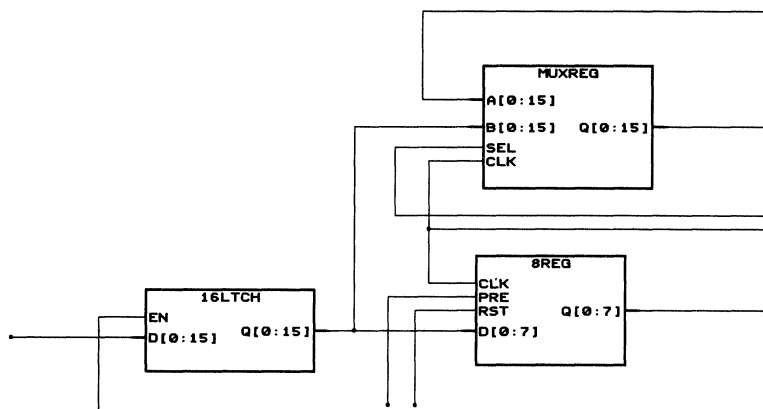 MUXREG
A[0:15]
B[0:15] Q[0:15]
SEL
CLK
8REG
CLK
PRE
RST Q[0:7]
D[0:7]
16LTCH
EN
D[0:15] Q[0:15]